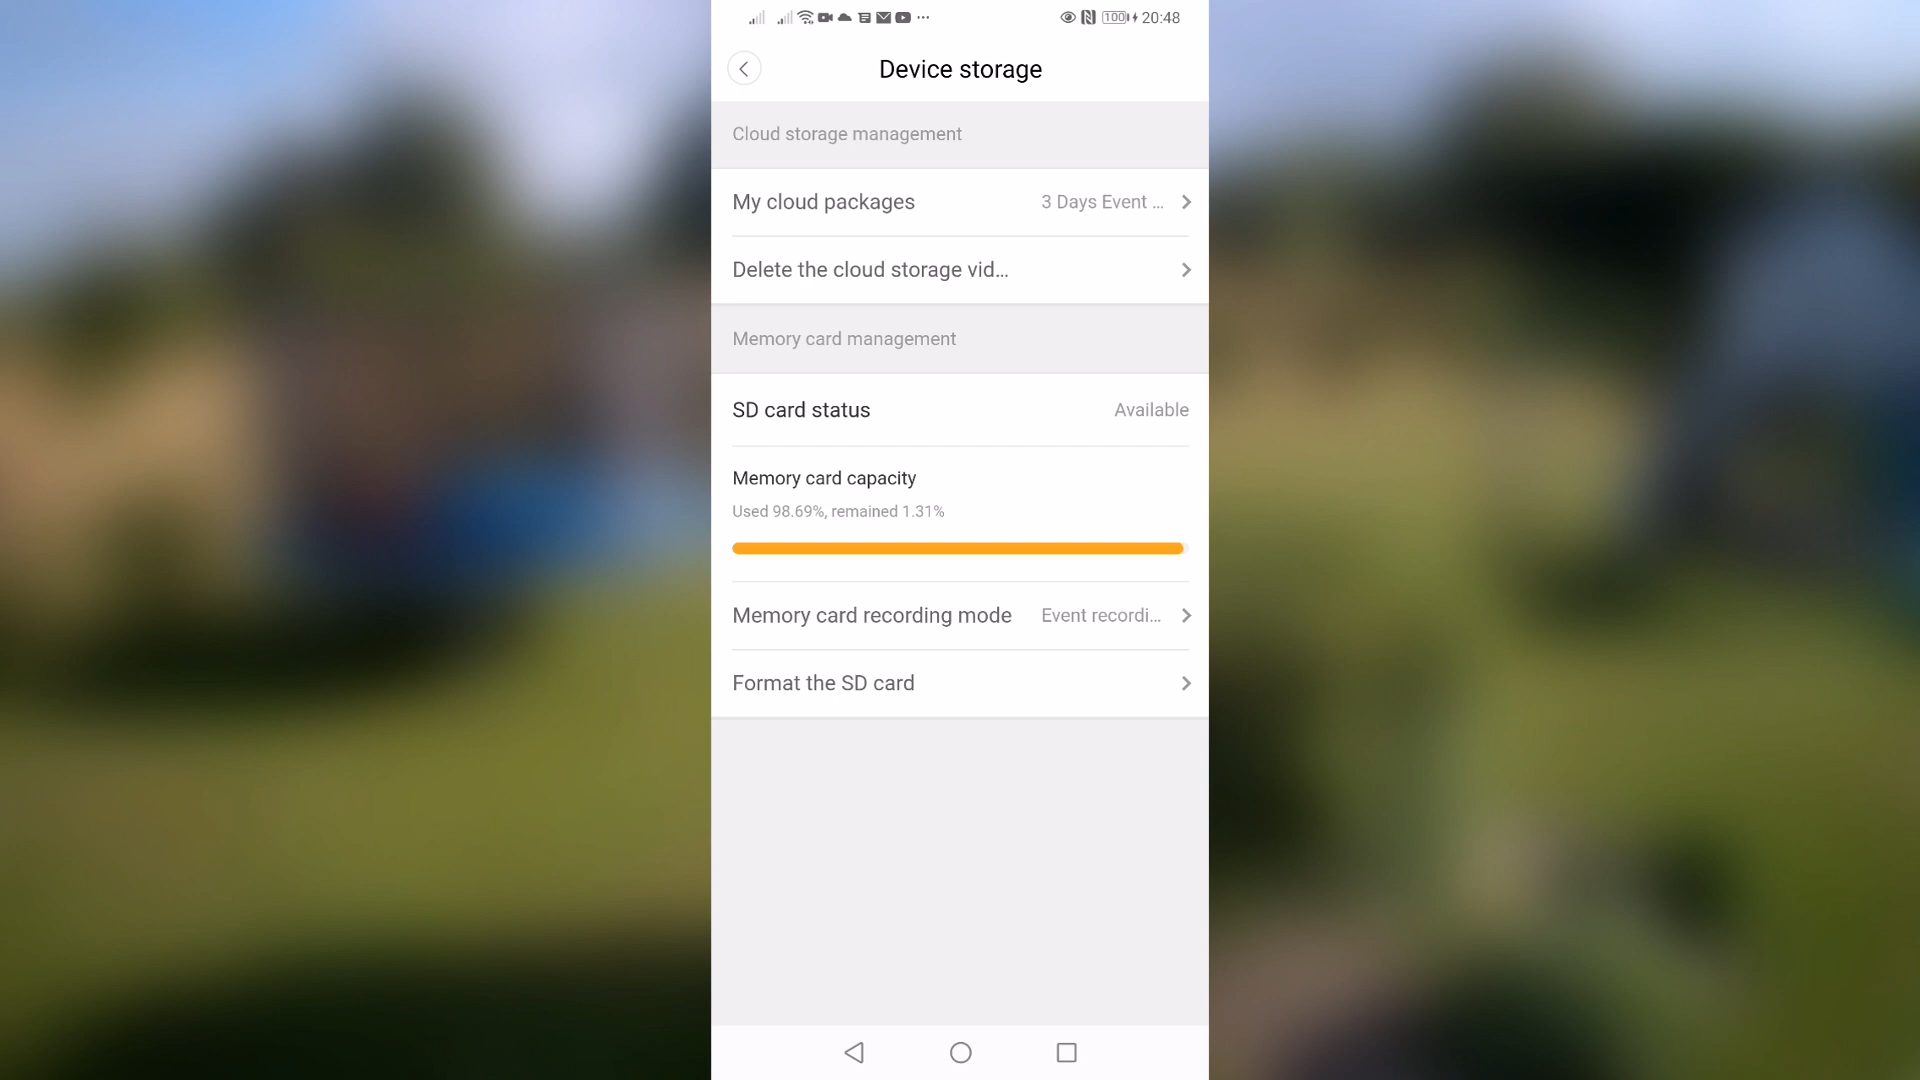 100 20:48
Device storage
Cloud storage management
My cloud packages 3 Days Event ...
Delete the cloud storage vid...
Memory card management
SD card status Available
Memory card capacity
Used 98.69%, remained 1.31%
Memory card recording mode Event recordi...
Format the SD card